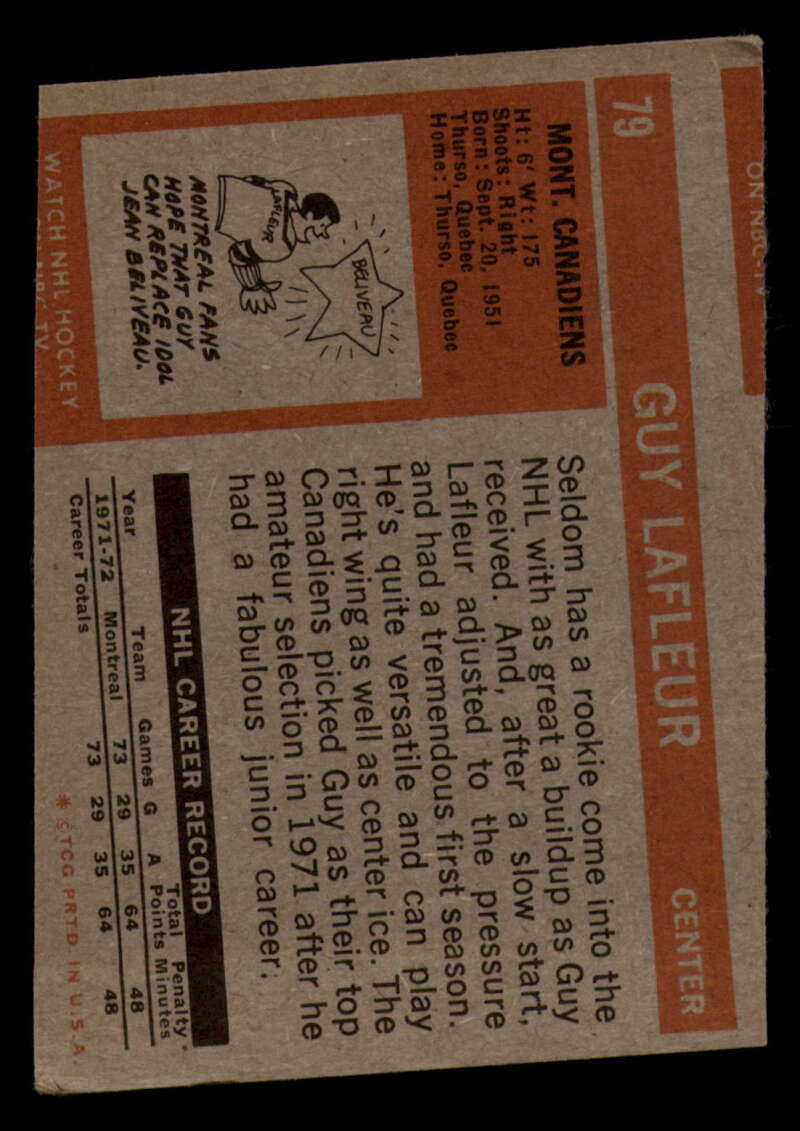 ON NBC-TV
79 GUY LAFLEUR CENTER
MONT. CANADIENS
Ht: 6' Wt: 175
Shoots: Right
Born: Sept. 20, 1951
Thurso, Quebec
Home: Thurso, Quebec
BELIVEAU
LAFLEUR
MONTREAL FANS
HOPE THAT GUY
CAN REPLACE IDOL
JEAN BELIVEAU.
WATCH NHL HOCKEY
Seldom has a rookie come into the
NHL with as great a buildup as Guy
received. And, after a slow start,
Lafleur adjusted to the pressure
and had a tremendous first season.
He's quite versatile and can play
right wing as well as center ice. The
Canadiens picked Guy as their top
amateur selection in 1971 after he
had a fabulous junior career.
NHL CAREER RECORD
Total Penalty
Year Team Games G A Points Minutes
1971-72 Montreal 73 29 35 64 48
Career Totals 73 29 35 64 48
* © TCG PRTD IN U.S.A.